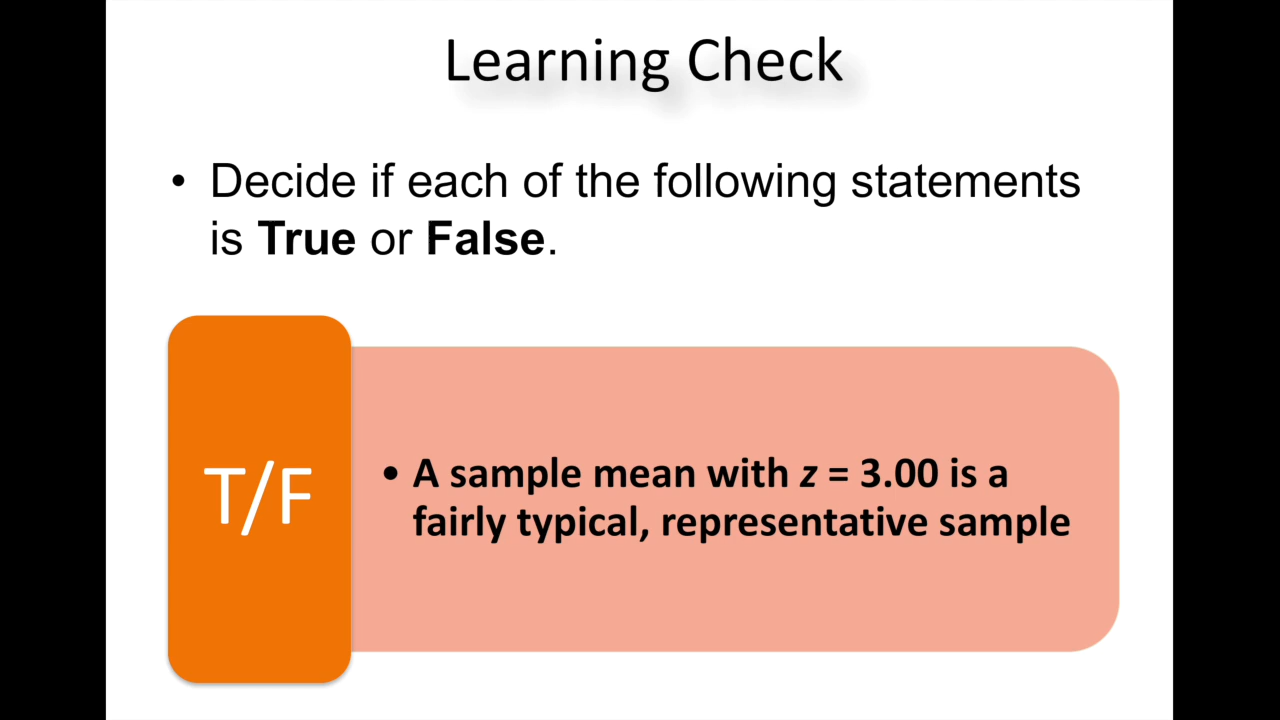 Learning Check
• Decide if each of the following statements
is True or False.
T/F
• A sample mean with z = 3.00 is a
fairly typical, representative sample